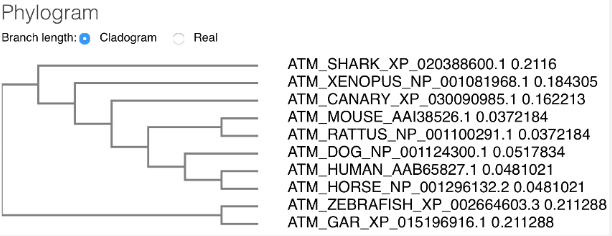 Phylogram
Branch length: Cladogram Real
ATM_SHARK_XP_020388600.1 0.2116
ATM_XENOPUS_NP_001081968.1 0.184305
ATM_CANARY_XP_030090985.1 0.162213
ATM_MOUSE_AAI38526.1 0.0372184
ATM_RATTUS_NP_001100291.1 0.0372184
ATM_DOG_NP_001124300.1 0.0517834
ATM_HUMAN_AAB65827.1 0.0481021
ATM_HORSE_NP_001296132.2 0.0481021
ATM_ZEBRAFISH_XP_002664603.3 0.211288
ATM_GAR_XP_015196916.1 0.211288